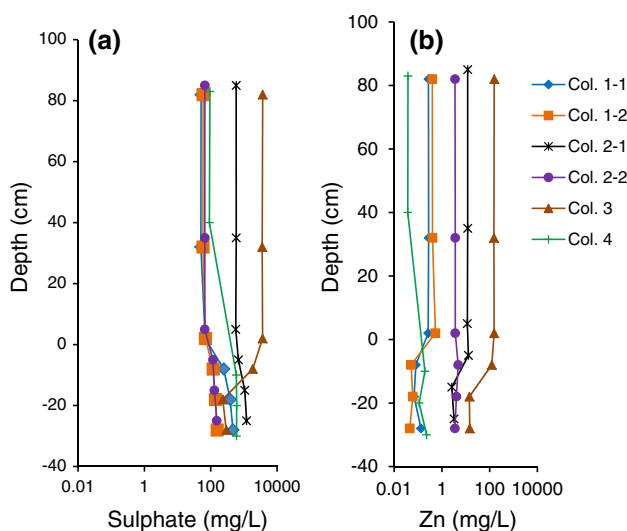 (a)
(b)
100
80
60
40
20
0
-20
-40
Depth (cm)
0.01
1
100
10000
Sulphate (mg/L)
100
80
60
40
20
0
-20
-40
Depth (cm)
0.01
1
100
10000
Zn (mg/L)
Col. 1-1
Col. 1-2
Col. 2-1
Col. 2-2
Col. 3
Col. 4